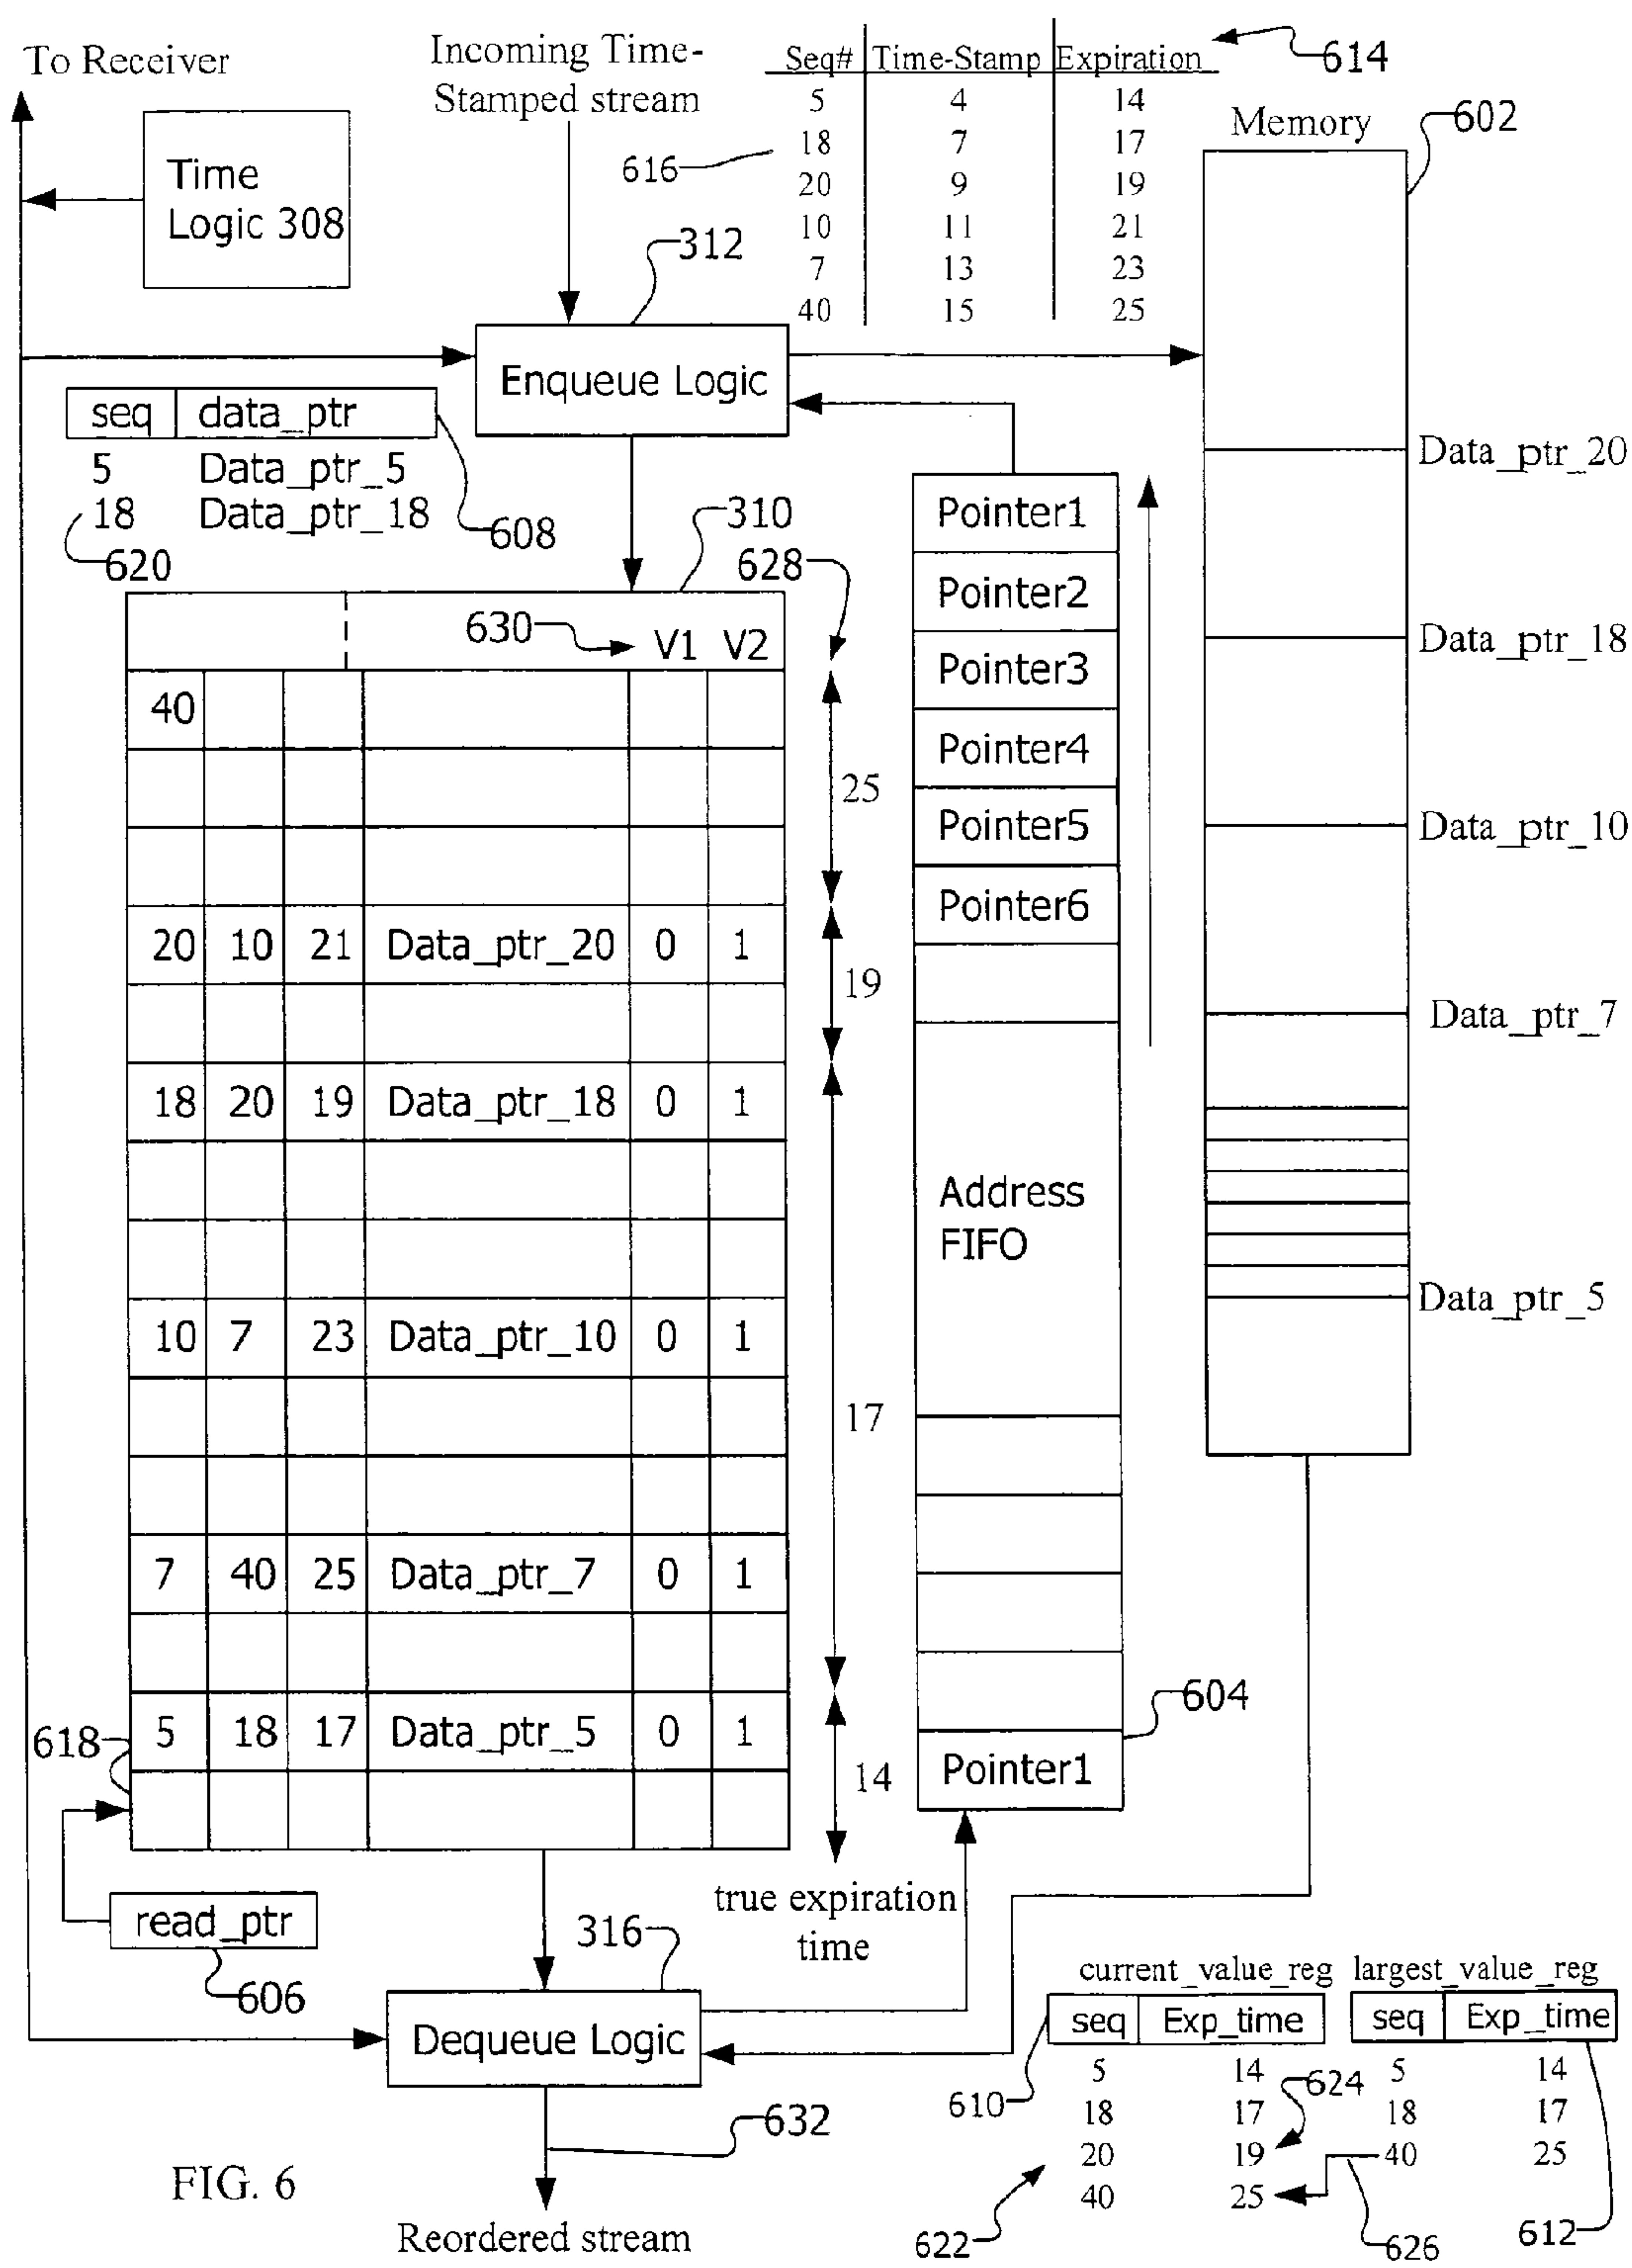 To Receiver
Incoming Time-
Stamped stream
Seq# Time-Stamp Expiration
614
5 4 14
18 7 17
20 9 19
10 11 21
7 13 23
40 15 25
616
Memory
602
Time
Logic 308
312
Enqueue Logic
seq data_ptr
5 Data_ptr_5
18 Data_ptr_18
608
620
310
628
630
V1 V2
40
20 10 21 Data_ptr_20 0 1
18 20 19 Data_ptr_18 0 1
10 7 23 Data_ptr_10 0 1
7 40 25 Data_ptr_7 0 1
5 18 17 Data_ptr_5 0 1
618
25
19
17
14
true expiration
time
Pointer1
Pointer2
Pointer3
Pointer4
Pointer5
Pointer6
Address
FIFO
Pointer1
604
Data_ptr_20
Data_ptr_18
Data_ptr_10
Data_ptr_7
Data_ptr_5
read_ptr
606
316
Dequeue Logic
632
Reordered stream
current_value_reg largest_value_reg
seq Exp_time seq Exp_time
5 14 5 14
18 17 18 17
20 19 40 25
40 25
610
624
622
626
612
FIG. 6